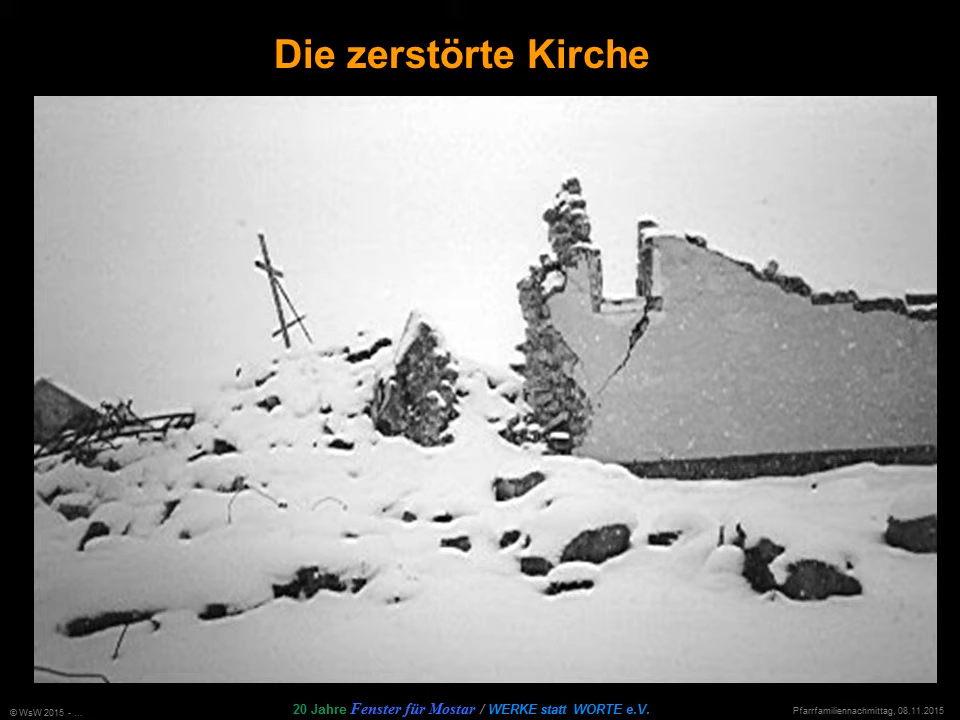 Die zerstörte Kirche
© WsW 2015 - ...
20 Jahre Fenster für Mostar / WERKE statt WORTE e.V.
Pfarrfamiliennachmittag, 08.11.2015